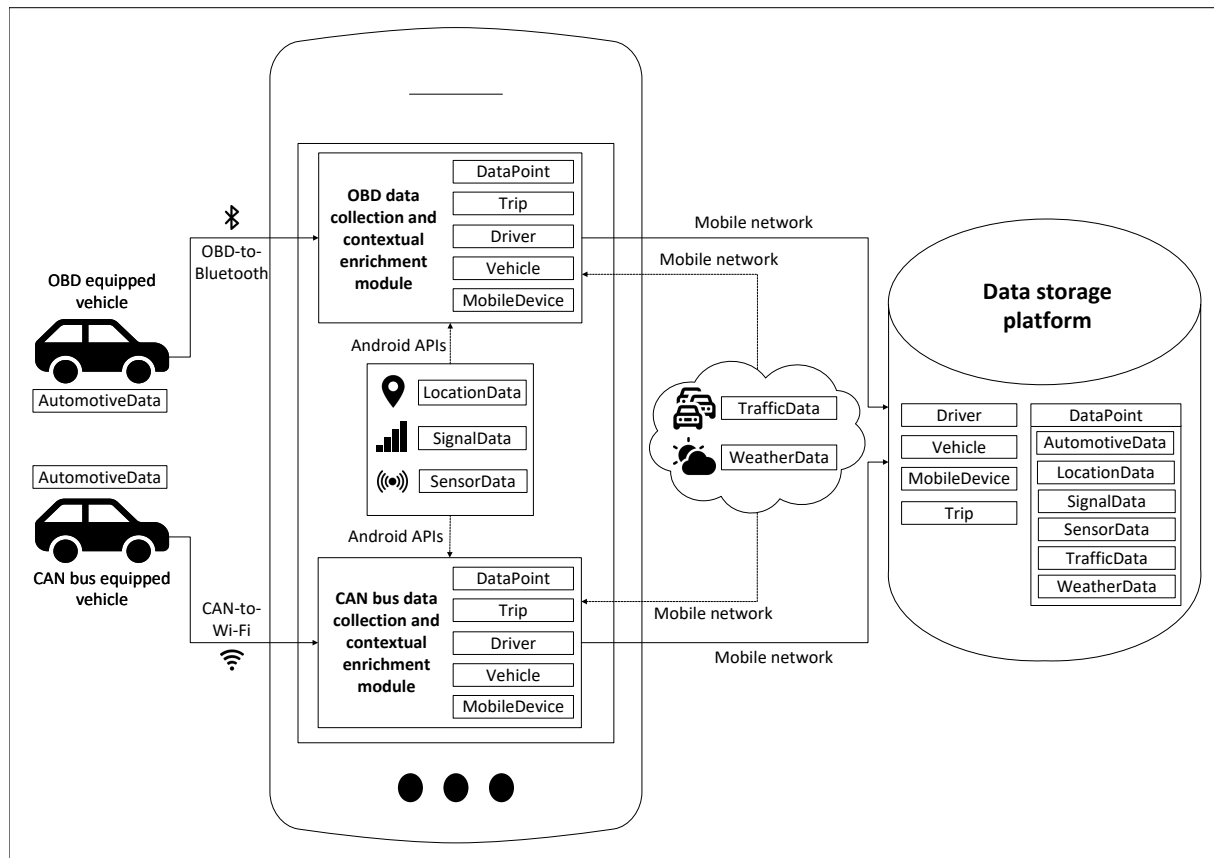 OBD equipped
vehicle
AutomotiveData
OBD-to-
Bluetooth
AutomotiveData
CAN bus equipped
vehicle
CAN-to-
Wi-Fi
OBD data
collection and
contextual
enrichment
module
DataPoint
Trip
Driver
Vehicle
MobileDevice
Android APIs
LocationData
SignalData
SensorData
Android APIs
CAN bus data
collection and
contextual
enrichment
module
DataPoint
Trip
Driver
Vehicle
MobileDevice
Mobile network
Mobile network
TrafficData
WeatherData
Mobile network
Mobile network
Data storage
platform
Driver
Vehicle
MobileDevice
Trip
DataPoint
AutomotiveData
LocationData
SignalData
SensorData
TrafficData
WeatherData